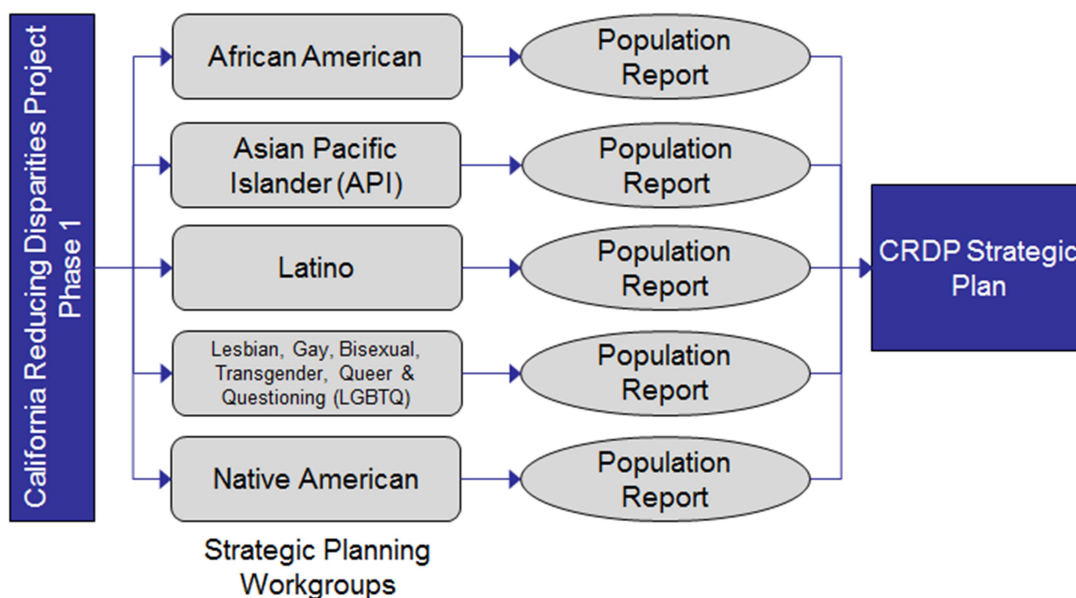 California Reducing Disparities Project
Phase 1
African American
Population
Report
Asian Pacific
Islander (API)
Population
Report
Latino
Population
Report
Lesbian, Gay, Bisexual,
Transgender, Queer &
Questioning (LGBTQ)
Population
Report
Native American
Population
Report
CRDP Strategic
Plan
Strategic Planning
Workgroups